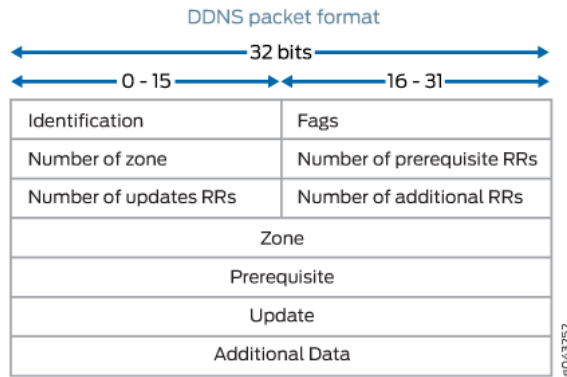 DDNS packet format
32 bits
0 - 15 16 - 31
Identification Fags
Number of zone Number of prerequisite RRs
Number of updates RRs Number of additional RRs
Zone
Prerequisite
Update
Additional Data
g043252